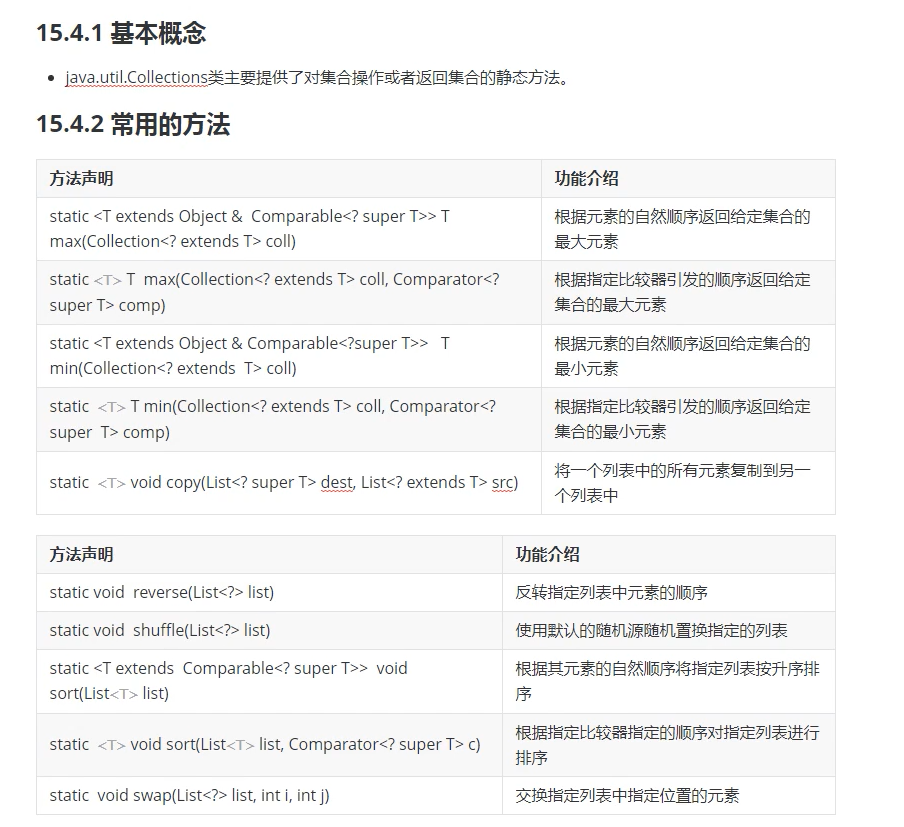 15.4.1 基本概念
java.util.Collections类主要提供了对集合操作或者返回集合的静态方法。
15.4.2 常用的方法
方法声明 功能介绍
static <T extends Object &  Comparable<? super T>> T 根据元素的自然顺序返回给定集合的
max(Collection<? extends T> coll) 最大元素
static <T> T  max(Collection<? extends T> coll, Comparator<? 根据指定比较器引发的顺序返回给定
super T> comp) 集合的最大元素
static <T extends Object & Comparable<?super T>>   T 根据元素的自然顺序返回给定集合的
min(Collection<? extends  T> coll) 最小元素
static  <T> T min(Collection<? extends T> coll, Comparator<? 根据指定比较器引发的顺序返回给定
super  T> comp) 集合的最小元素
static  <T> void copy(List<? super T> dest, List<? extends T> src) 将一个列表中的所有元素复制到另一
个列表中
方法声明 功能介绍
static void  reverse(List<?> list) 反转指定列表中元素的顺序
static void  shuffle(List<?> list) 使用默认的随机源随机置换指定的列表
static <T extends  Comparable<? super T>>  void 根据其元素的自然顺序将指定列表按升序排
sort(List<T> list) 序
static  <T> void sort(List<T> list, Comparator<? super T> c) 根据指定比较器指定的顺序对指定列表进行
排序
static  void swap(List<?> list, int i, int j) 交换指定列表中指定位置的元素